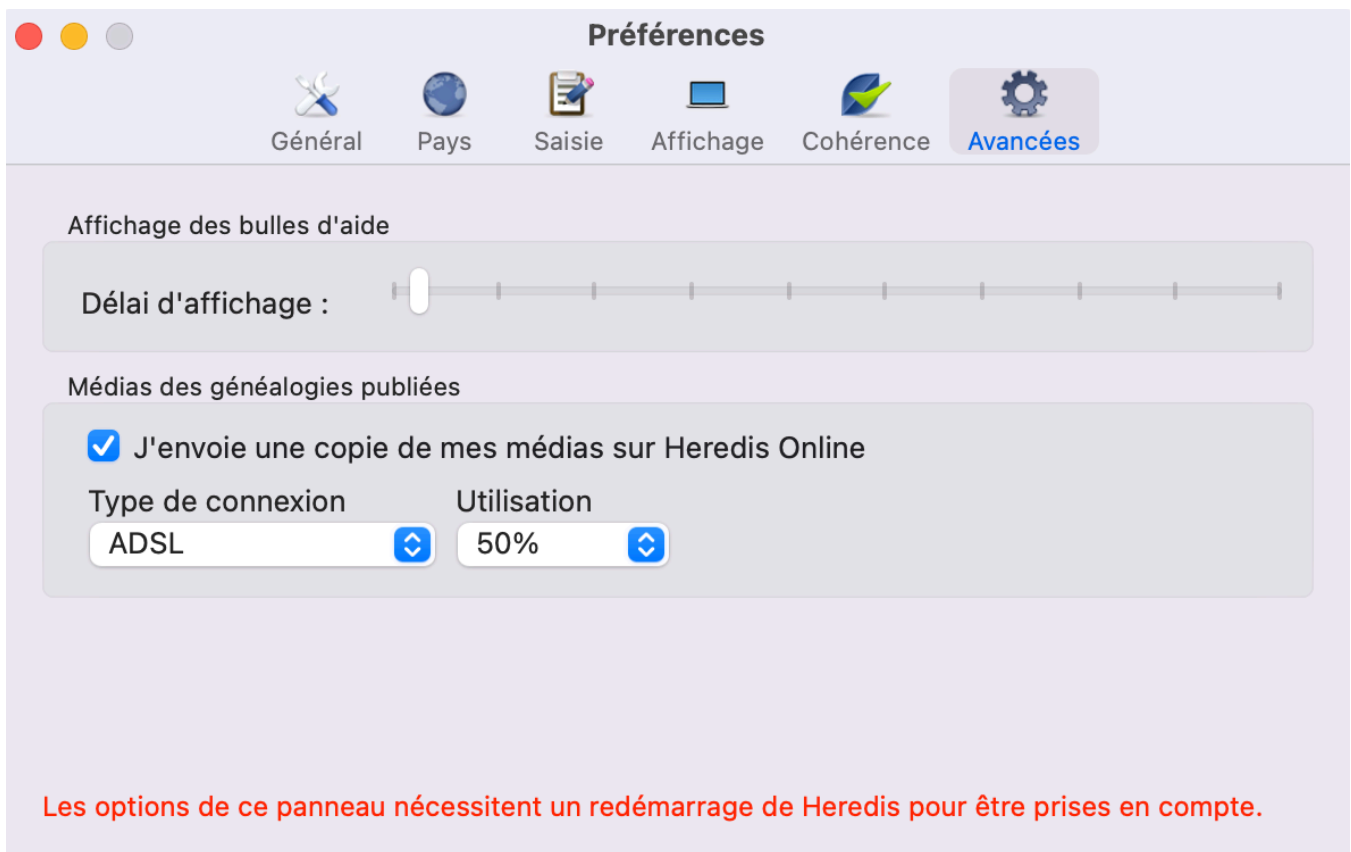 Préférences
Général Pays Saisie Affichage Cohérence Avancées
Affichage des bulles d'aide
Délai d'affichage :
Médias des généalogies publiées
J'envoie une copie de mes médias sur Heredis Online
Type de connexion Utilisation
ADSL 50%
Les options de ce panneau nécessitent un redémarrage de Heredis pour être prises en compte.